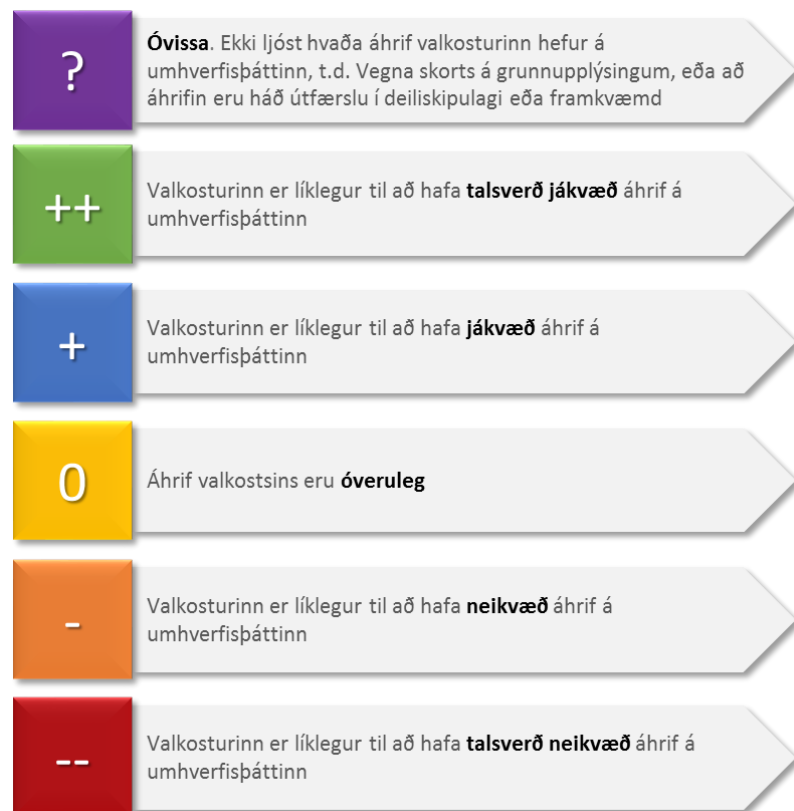 ?
Óvissa. Ekki ljóst hvaða áhrif valkosturinn hefur á
umhverfisþáttinn, t.d. Vegna skorts á grunnupplýsingum, eða að
áhrifin eru háð útfærslu í deiliskipulagi eða framkvæmd
++
Valkosturinn er líklegur til að hafa talsverð jákvæð áhrif á
umhverfisþáttinn
+
Valkosturinn er líklegur til að hafa jákvæð áhrif á
umhverfisþáttinn
0
Áhrif valkostsins eru óveruleg
-
Valkosturinn er líklegur til að hafa neikvæð áhrif á
umhverfisþáttinn
--
Valkosturinn er líklegur til að hafa talsverð neikvæð áhrif á
umhverfisþáttinn